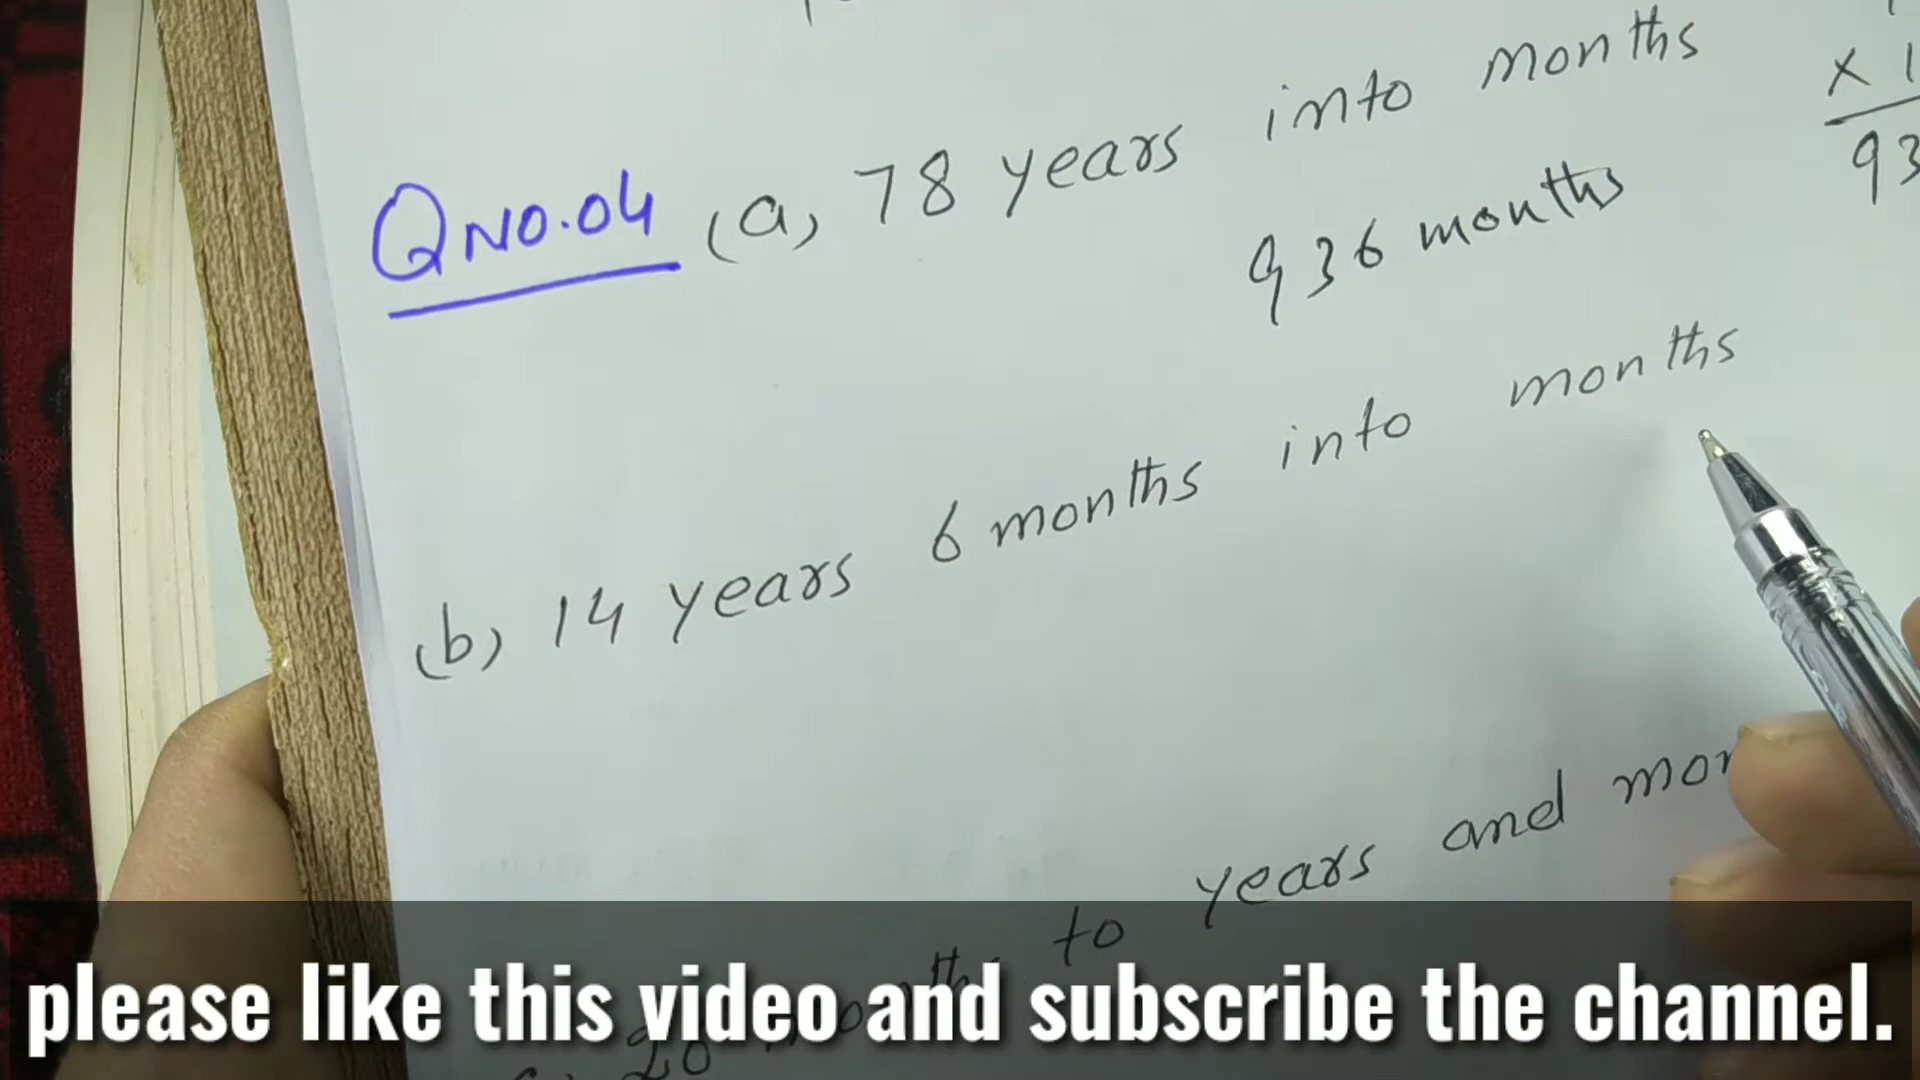 QNO.04 (a, 78 years into months
936 months
x 1
93
(b, 14 years 6 months into months
to years and
please like this video and subscribe the channel.